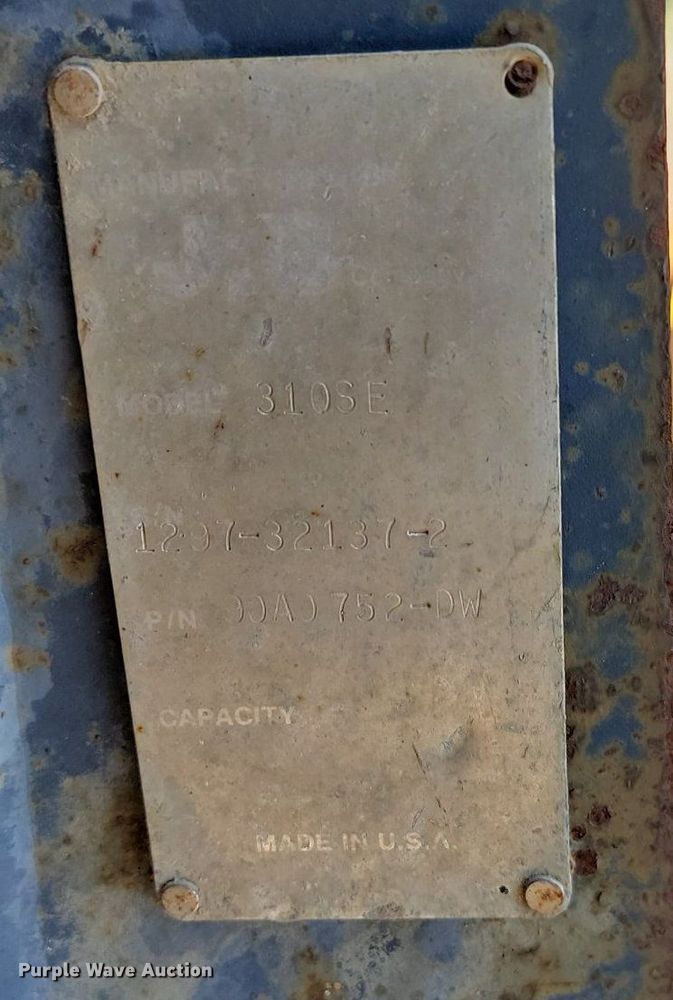 MODEL 310SE
1297-32137-2
P/N 00A0752-DW
CAPACITY
MADE IN U.S.A.
Purple Wave Auction